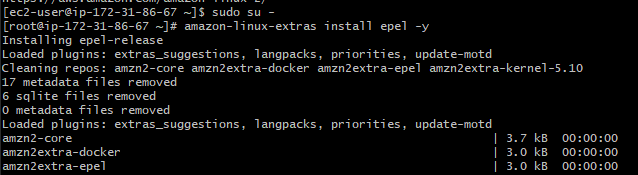 [ec2-user@ip-172-31-86-67 ~]$ sudo su -
[root@ip-172-31-86-67 ~]# amazon-linux-extras install epel -y
Installing epel-release
Loaded plugins: extras_suggestions, langpacks, priorities, update-motd
Cleaning repos: amzn2-core amzn2extra-docker amzn2extra-epel amzn2extra-kernel-5.10
17 metadata files removed
6 sqlite files removed
0 metadata files removed
Loaded plugins: extras_suggestions, langpacks, priorities, update-motd
amzn2-core | 3.7 kB 00:00:00
amzn2extra-docker | 3.0 kB 00:00:00
amzn2extra-epel | 3.0 kB 00:00:00